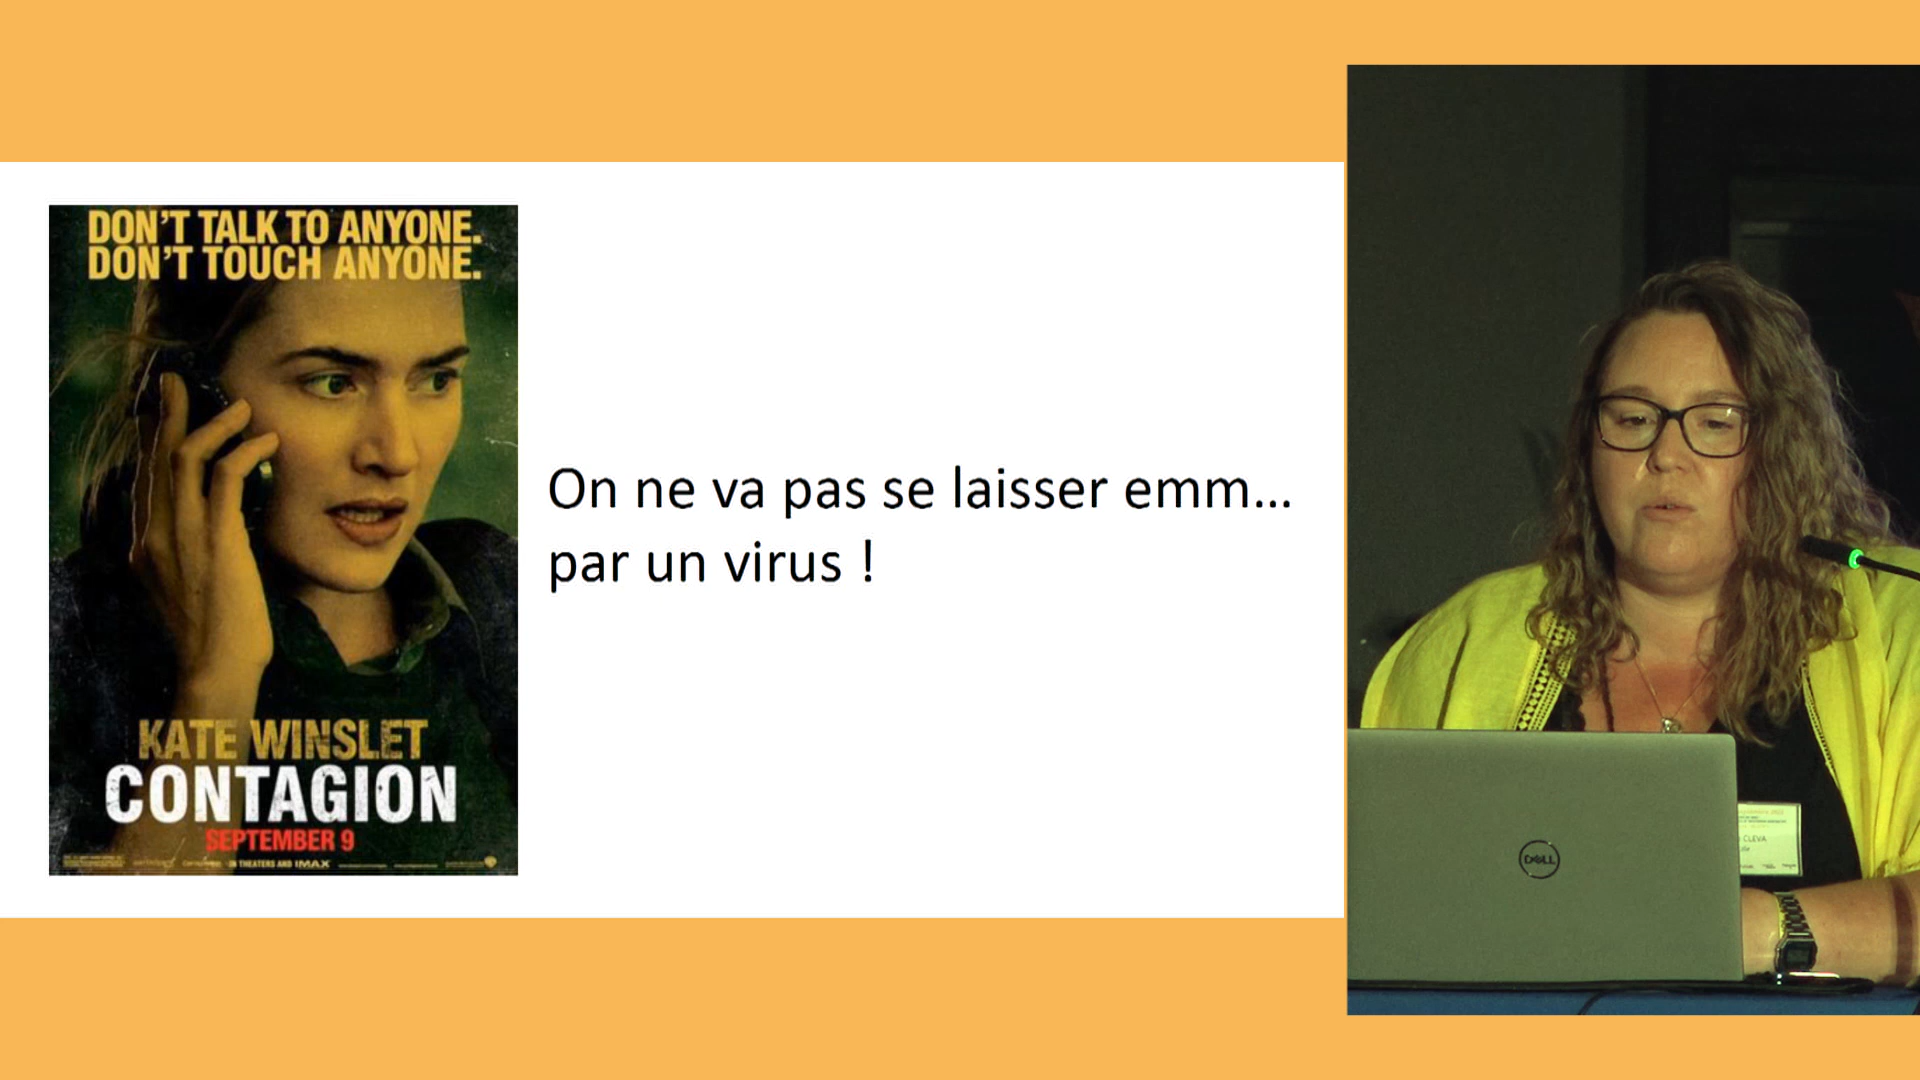 DON'T TALK TO ANYONE.
DON'T TOUCH ANYONE.
KATE WINSLET
CONTAGION
SEPTEMBER 9
IN THEATERS AND IMAX
On ne va pas se laisser emm...
par un virus !
DELL
CLEVA